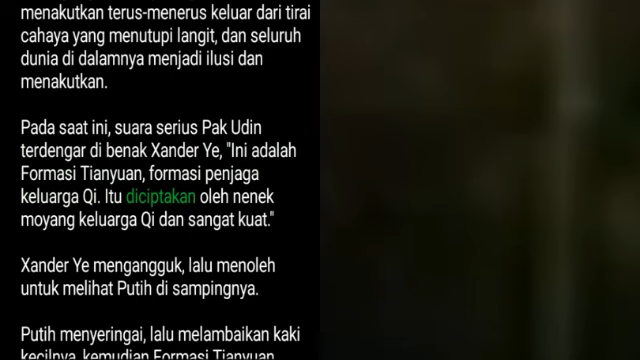 menakutkan terus-menerus keluar dari tirai
cahaya yang menutupi langit, dan seluruh
dunia di dalamnya menjadi ilusi dan
menakutkan.
Pada saat ini, suara serius Pak Udin
terdengar di benak Xander Ye, "Ini adalah
Formasi Tianyuan, formasi penjaga
keluarga Qi. Itu diciptakan oleh nenek
moyang keluarga Qi dan sangat kuat."
Xander Ye mengangguk, lalu menoleh
untuk melihat Putih di sampingnya.
Putih menyeringai, lalu melambaikan kaki
kecilnya, kemudian Formasi Tianyuan